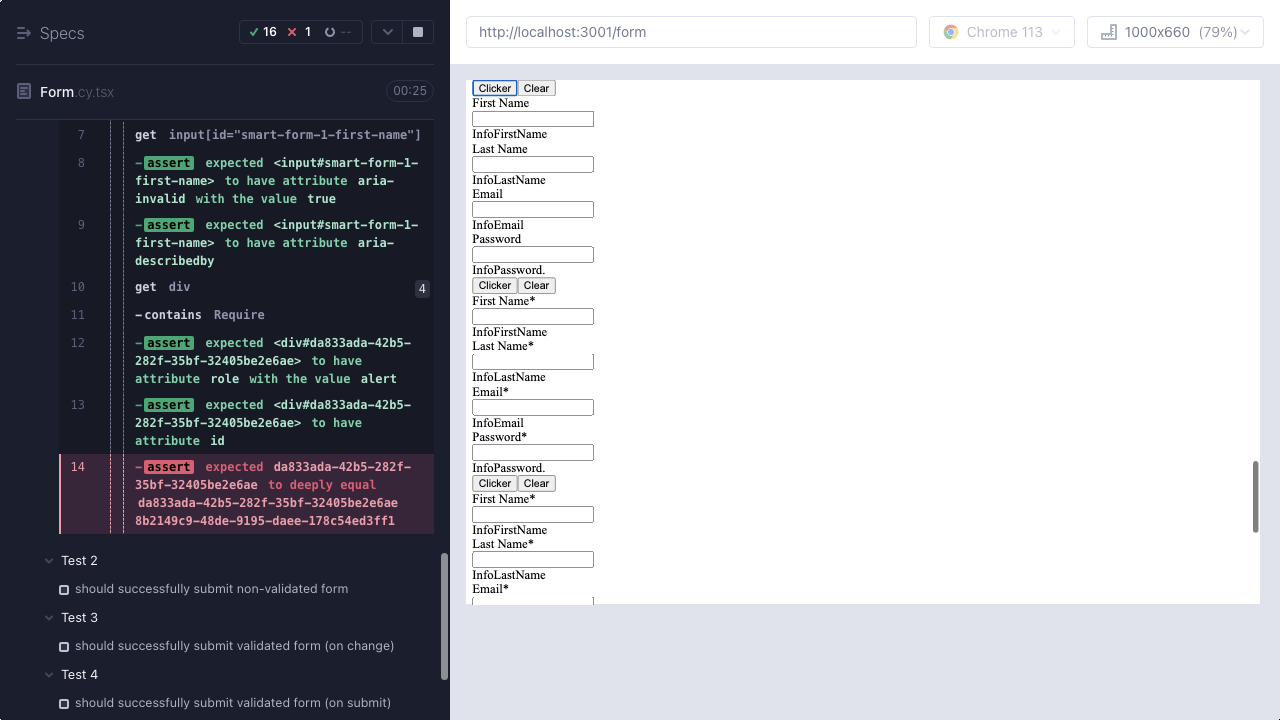 Specs
16
1
--
Form.cy.tsx
00:25
7 get input[id="smart-form-1-first-name"]
8 -assert expected <input#smart-form-1-
first-name> to have attribute aria-
invalid with the value true
9 -assert expected <input#smart-form-1-
first-name> to have attribute aria-
describedby
10 get div 4
11 -contains Require
12 -assert expected <div#da833ada-42b5-
282f-35bf-32405be2e6ae> to have
attribute role with the value alert
13 -assert expected <div#da833ada-42b5-
282f-35bf-32405be2e6ae> to have
attribute id
14 -assert expected da833ada-42b5-282f-
35bf-32405be2e6ae to deeply equal
da833ada-42b5-282f-35bf-32405be2e6ae
8b2149c9-48de-9195-daee-178c54ed3ff1
Test 2
should successfully submit non-validated form
Test 3
should successfully submit validated form (on change)
Test 4
should successfully submit validated form (on submit)
http://localhost:3001/form
Chrome 113
1000x660 (79%)
Clicker Clear
First Name
InfoFirstName
Last Name
InfoLastName
Email
InfoEmail
Password
InfoPassword.
Clicker Clear
First Name*
InfoFirstName
Last Name*
InfoLastName
Email*
InfoEmail
Password*
InfoPassword.
Clicker Clear
First Name*
InfoFirstName
Last Name*
InfoLastName
Email*